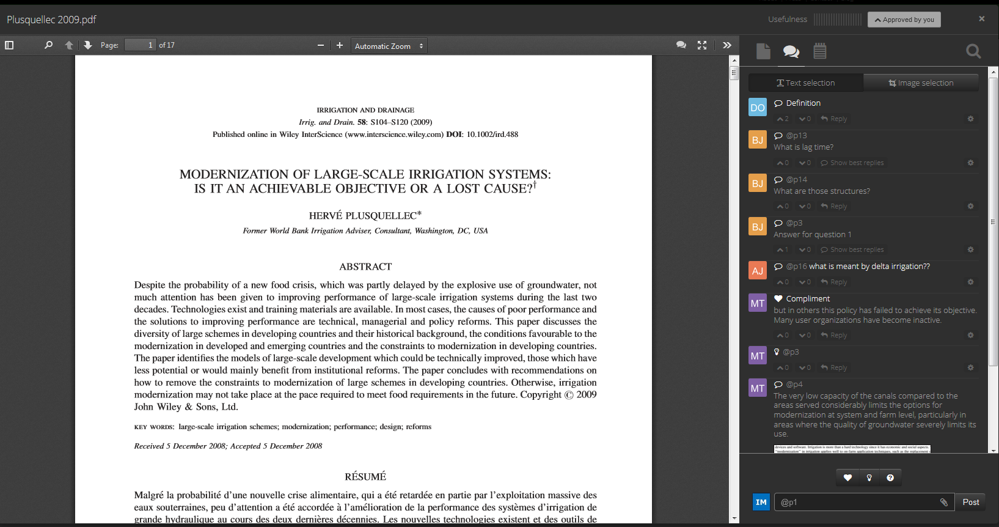 Plusquellec 2009.pdf
Usefulness
Approved by you
Page: 1 of 17
Automatic Zoom
IRRIGATION AND DRAINAGE
Irrig. and Drain. 58: S104–S120 (2009)
Published online in Wiley InterScience (www.interscience.wiley.com) DOI: 10.1002/ird.488
MODERNIZATION OF LARGE-SCALE IRRIGATION SYSTEMS:
IS IT AN ACHIEVABLE OBJECTIVE OR A LOST CAUSE?†
HERVÉ PLUSQUELLEC*
Former World Bank Irrigation Adviser, Consultant, Washington, DC, USA
ABSTRACT
Despite the probability of a new food crisis, which was partly delayed by the explosive use of groundwater, not
much attention has been given to improving performance of large-scale irrigation systems during the last two
decades. Technologies exist and training materials are available. In most cases, the causes of poor performance and
the solutions to improving performance are technical, managerial and policy reforms. This paper discusses the
diversity of large schemes in developing countries and their historical background, the conditions favourable to the
modernization in developed and emerging countries and the constraints to modernization in developing countries.
The paper identifies the models of large-scale development which could be technically improved, those which have
less potential or would mainly benefit from institutional reforms. The paper concludes with recommendations on
how to remove the constraints to modernization of large schemes in developing countries. Otherwise, irrigation
modernization may not take place at the pace required to meet food requirements in the future. Copyright © 2009
John Wiley & Sons, Ltd.
KEY WORDS: large-scale irrigation schemes; modernization; performance; design; reforms
Received 5 December 2008; Accepted 5 December 2008
RÉSUMÉ
Malgré la probabilité d'une nouvelle crise alimentaire, qui a été retardée en partie par l'exploitation massive des
eaux souterraines, peu d'attention a été accordée à l'amélioration de la performance des systèmes d'irrigation de
grande hydraulique au cours des deux dernières décennies. Les nouvelles technologies existent et des outils de
Text selection
Image selection
DO
Definition
2 0 Reply
BJ
@p13
What is lag time?
0 0 Show best replies
BJ
@p14
What are those structures?
0 0 Reply
BJ
@p3
Answer for question 1
1 0 Show best replies
AJ
@p16 what is meant by delta irrigation??
0 0 Reply
MT
Compliment
but in others this policy has failed to achieve its objective.
Many user organizations have become inactive.
0 0 Reply
MT
@p3
0 0 Reply
MT
@p4
The very low capacity of the canals compared to the
areas served considerably limits the options for
modernization at system and farm level, particularly in
areas where the quality of groundwater severely limits its
use.
devices and software. Irrigation is more than a hard technology since it has economic and social aspects.
"modernization" in irrigation applies well to on farm application techniques, such as the replacement
IM
@p1
Post